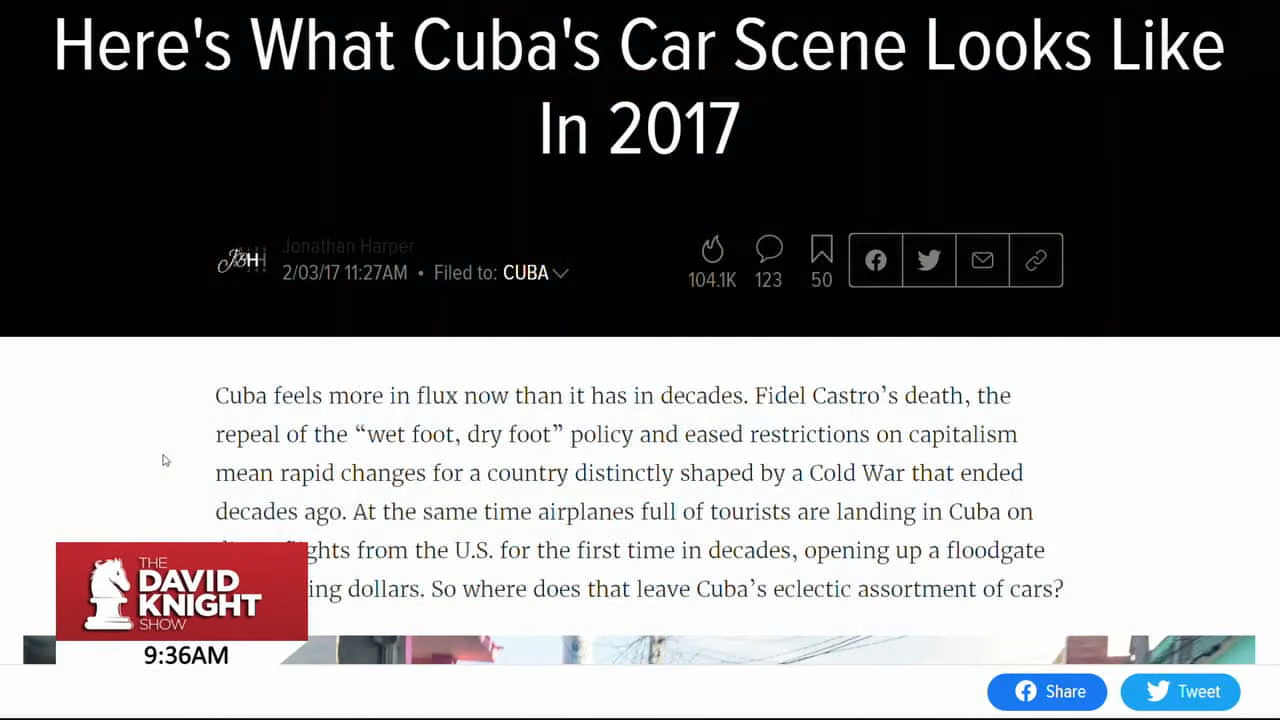 Here's What Cuba's Car Scene Looks Like
In 2017
Jonathan Harper
2/03/17 11:27AM • Filed to: CUBA
104.1K 123 50
Cuba feels more in flux now than it has in decades. Fidel Castro’s death, the
repeal of the “wet foot, dry foot” policy and eased restrictions on capitalism
mean rapid changes for a country distinctly shaped by a Cold War that ended
decades ago. At the same time airplanes full of tourists are landing in Cuba on
from the U.S. for the first time in decades, opening up a floodgate
dollars. So where does that leave Cuba’s eclectic assortment of cars?
THE
DAVID
KNIGHT
SHOW
9:36AM
Share Tweet